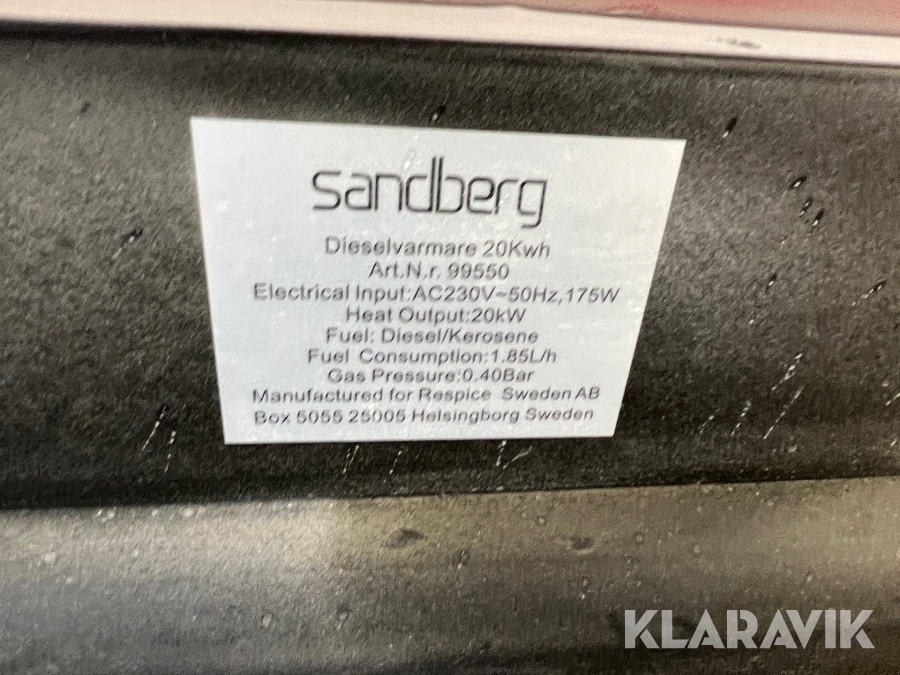 sandberg
Dieselvarmare 20Kwh
Art.N.r. 99550
Electrical Input:AC230V~50Hz,175W
Heat Output:20kW
Fuel: Diesel/Kerosene
Fuel Consumption:1.85L/h
Gas Pressure:0.40Bar
Manufactured for Respice Sweden AB
Box 5055 25005 Helsingborg Sweden
KLARAVIK